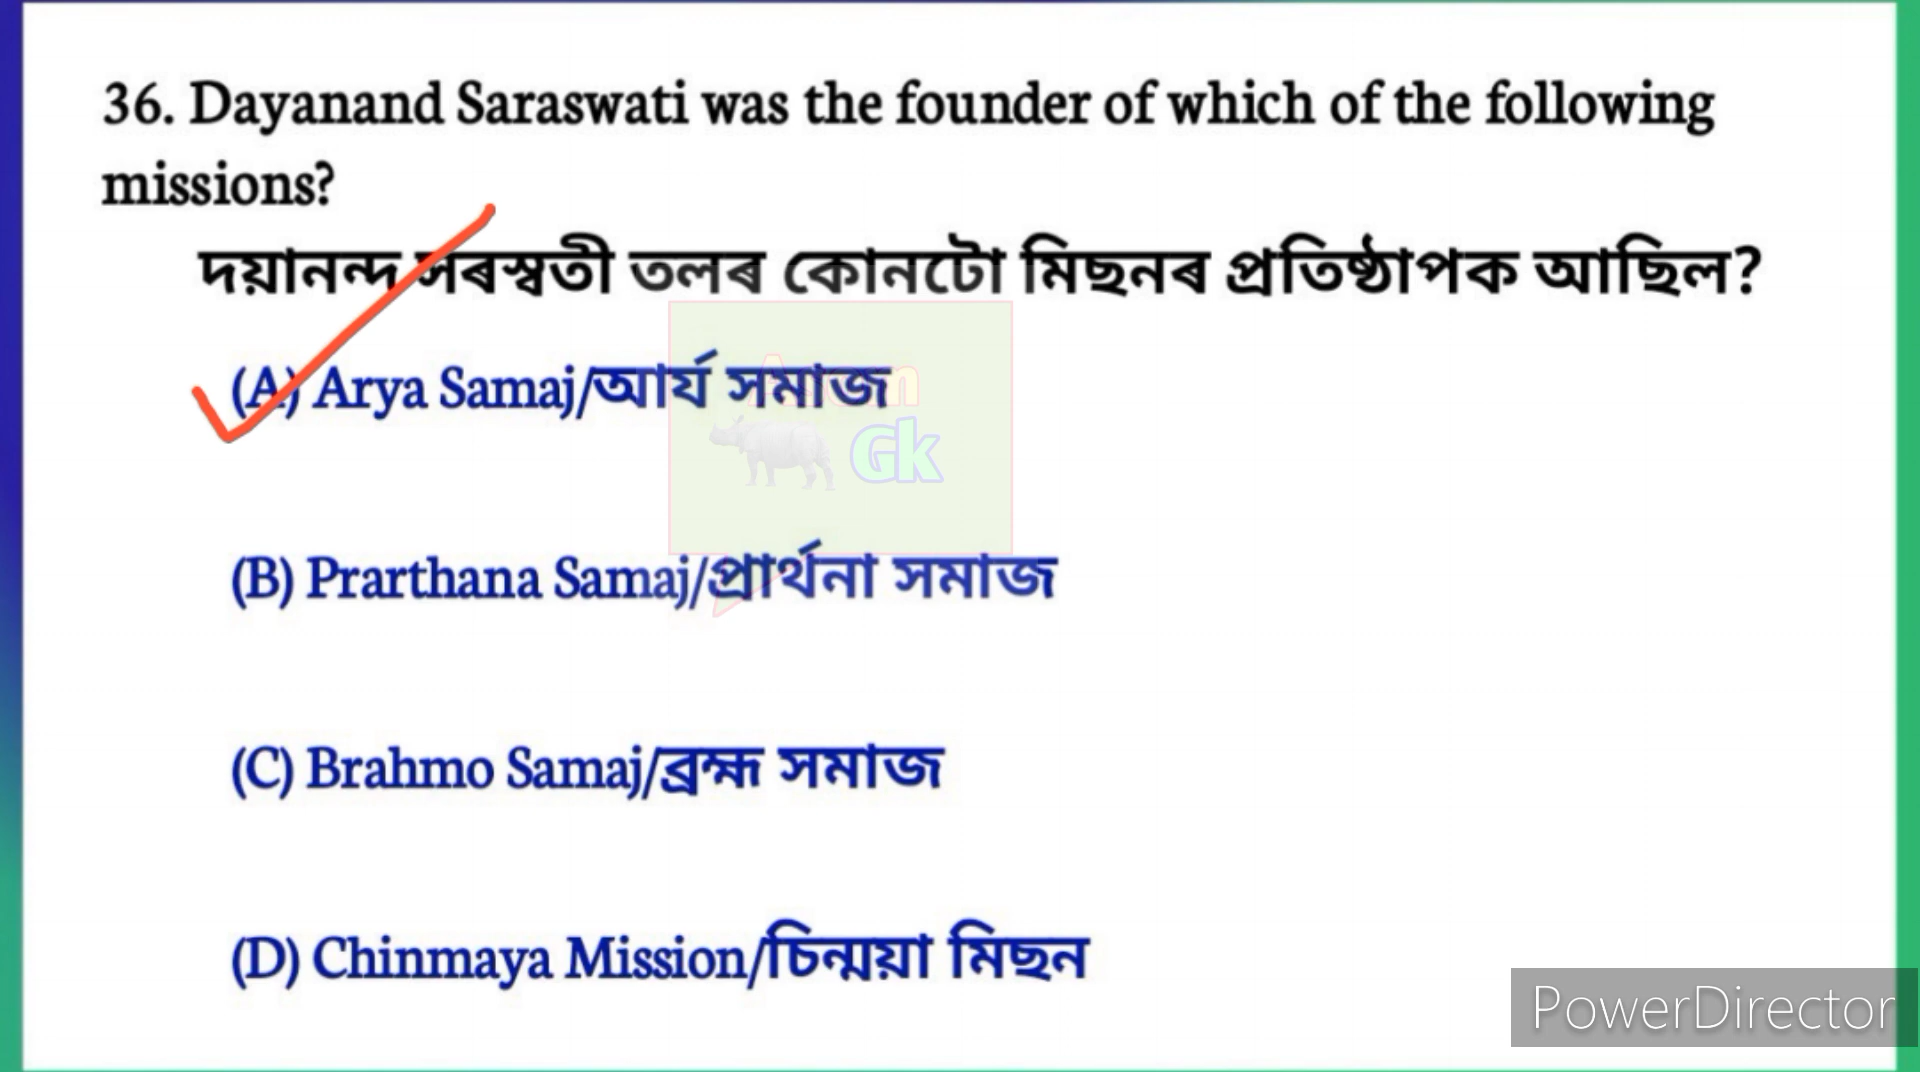 36. Dayanand Saraswati was the founder of which of the following
missions?
দয়ানন্দ সৰস্বতী তলৰ কোনটো মিছনৰ প্ৰতিষ্ঠাপক আছিল?
(A) Arya Samaj/আৰ্য সমাজ
Assam
Gk
(B) Prarthana Samaj/প্ৰাৰ্থনা সমাজ
(C) Brahmo Samaj/ব্ৰহ্ম সমাজ
(D) Chinmaya Mission/চিন্ময়া মিছন
PowerDirector